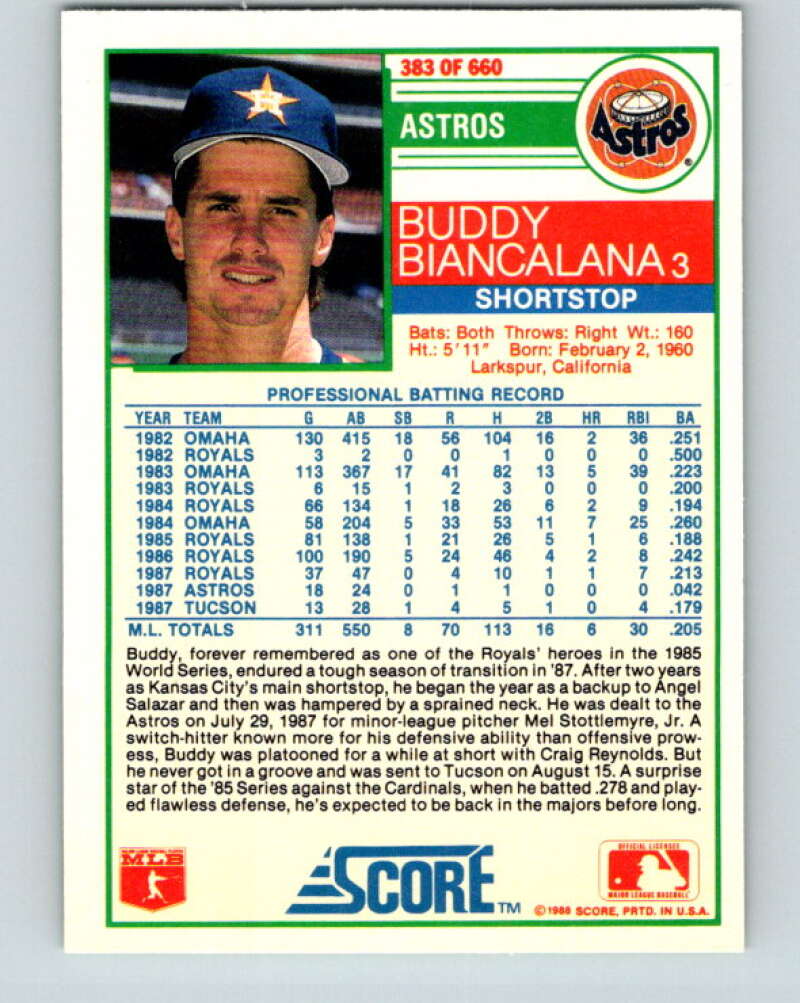 383 OF 660
ASTROS
Astros
®
BUDDY
BIANCALANA 3
SHORTSTOP
Bats: Both Throws: Right Wt.: 160
Ht.: 5'11" Born: February 2, 1960
Larkspur, California
PROFESSIONAL BATTING RECORD
YEAR TEAM G AB SB R H 2B HR RBI BA
1982 OMAHA 130 415 18 56 104 16 2 36 .251
1982 ROYALS 3 2 0 0 1 0 0 0 .500
1983 OMAHA 113 367 17 41 82 13 5 39 .223
1983 ROYALS 6 15 1 2 3 0 0 0 .200
1984 ROYALS 66 134 1 18 26 6 2 9 .194
1984 OMAHA 58 204 5 33 53 11 7 25 .260
1985 ROYALS 81 138 1 21 26 5 1 6 .188
1986 ROYALS 100 190 5 24 46 4 2 8 .242
1987 ROYALS 37 47 0 4 10 1 1 7 .213
1987 ASTROS 18 24 0 1 1 0 0 0 .042
1987 TUCSON 13 28 1 4 5 1 0 4 .179
M.L. TOTALS 311 550 8 70 113 16 6 30 .205
Buddy, forever remembered as one of the Royals' heroes in the 1985
World Series, endured a tough season of transition in '87. After two years
as Kansas City's main shortstop, he began the year as a backup to Angel
Salazar and then was hampered by a sprained neck. He was dealt to the
Astros on July 29, 1987 for minor-league pitcher Mel Stottlemyre, Jr. A
switch-hitter known more for his defensive ability than offensive prow-
ess, Buddy was platooned for a while at short with Craig Reynolds. But
he never got in a groove and was sent to Tucson on August 15. A surprise
star of the '85 Series against the Cardinals, when he batted .278 and play-
ed flawless defense, he's expected to be back in the majors before long.
MLB
SCORE TM
OFFICIAL LICENSEE
MAJOR LEAGUE BASEBALL
©1988 SCORE, PRTD. IN U.S.A.